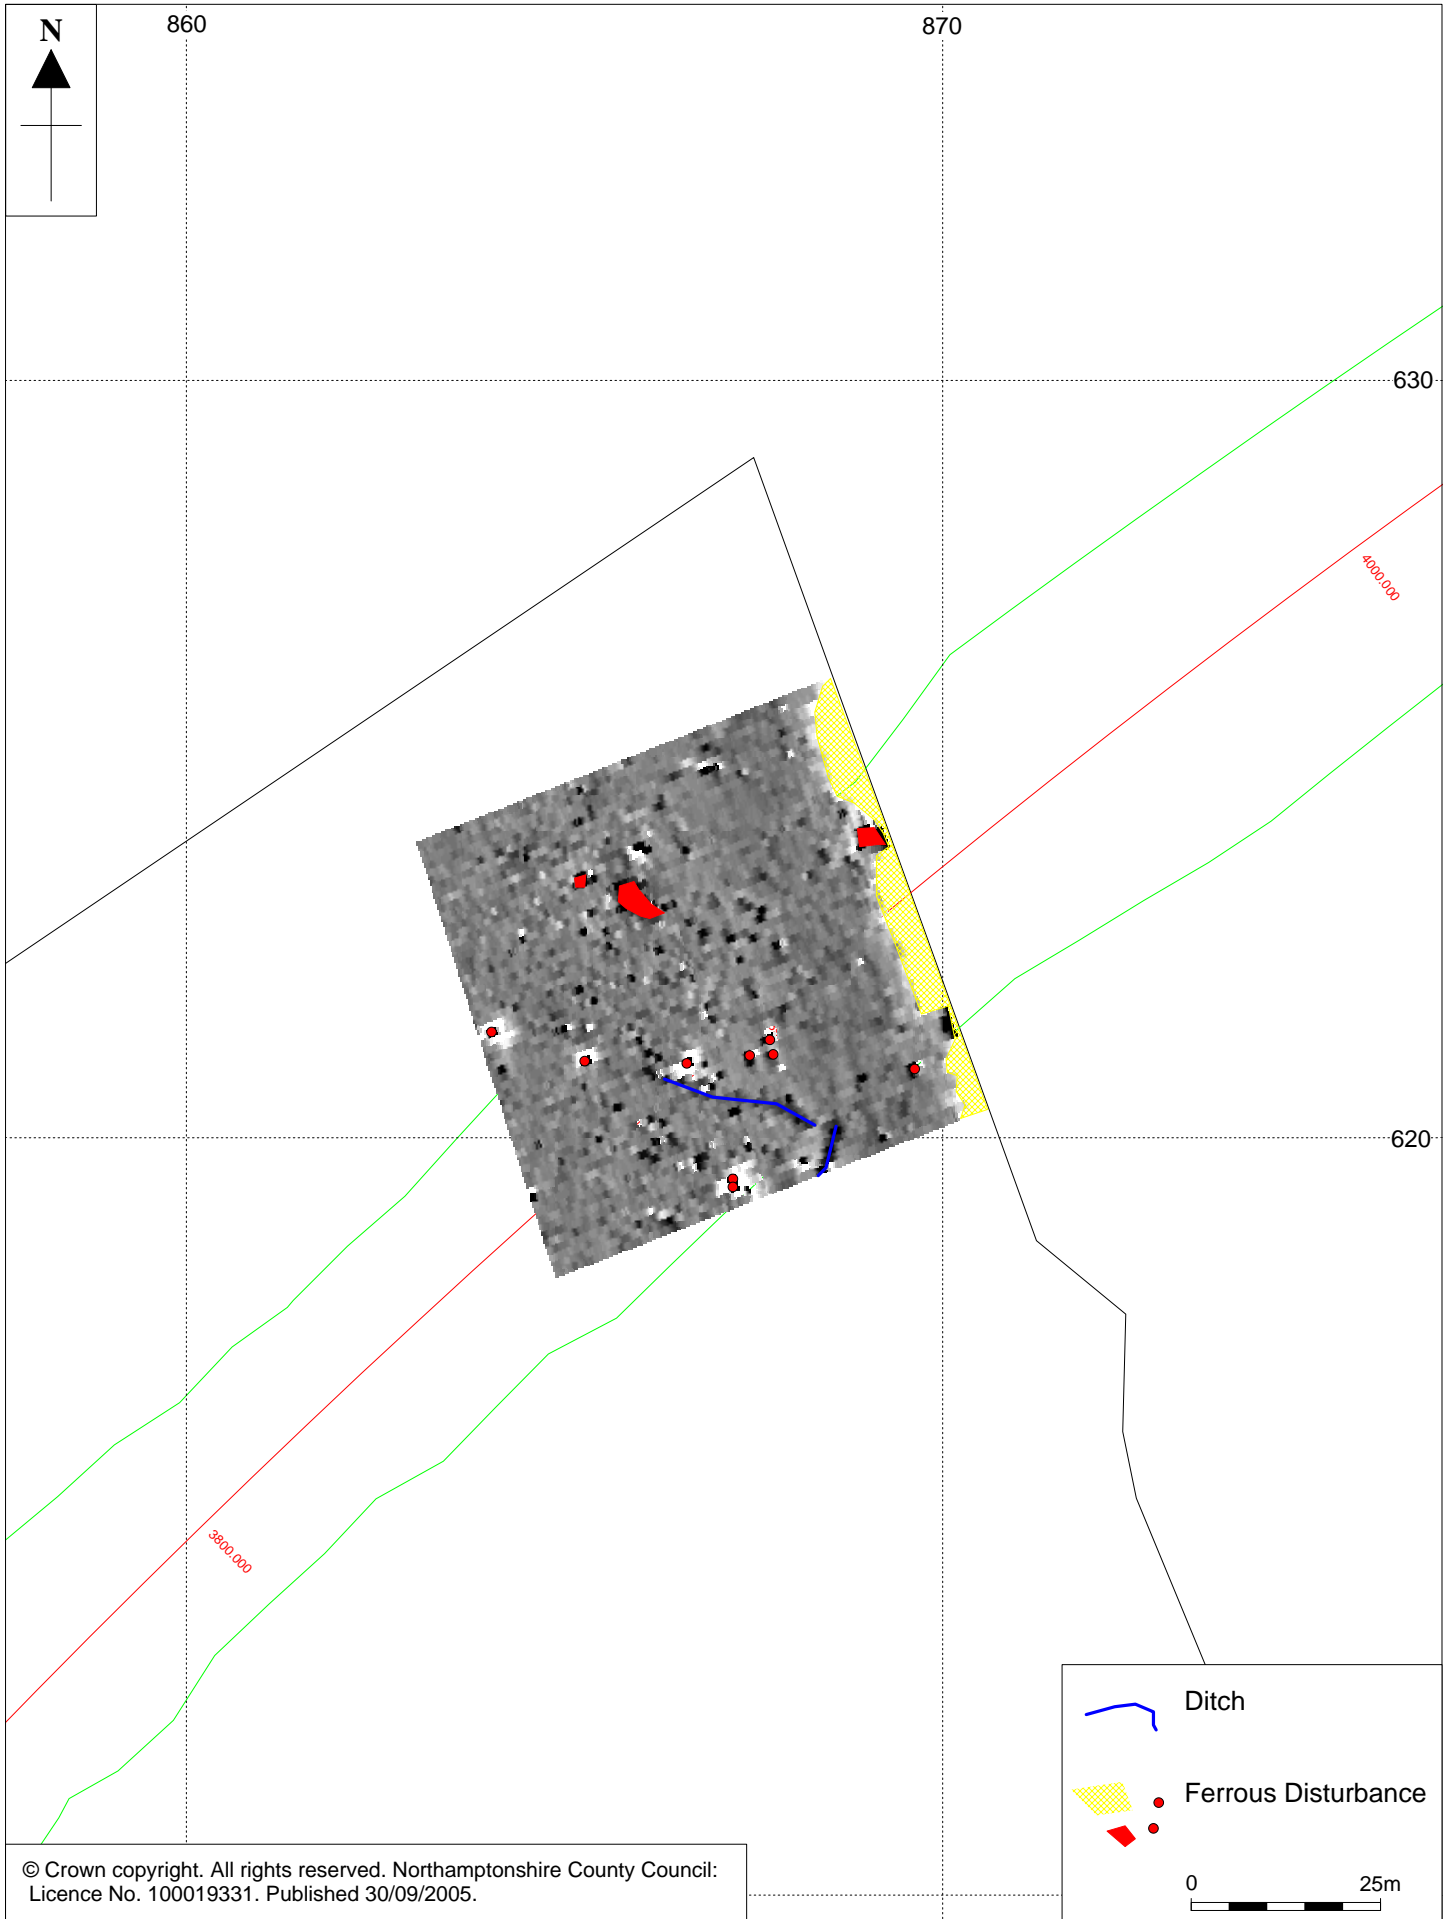 N
860
870
630
4000.000
620
3800.000
Ditch
Ferrous Disturbance
0 25m
© Crown copyright. All rights reserved. Northamptonshire County Council:
Licence No. 100019331. Published 30/09/2005.